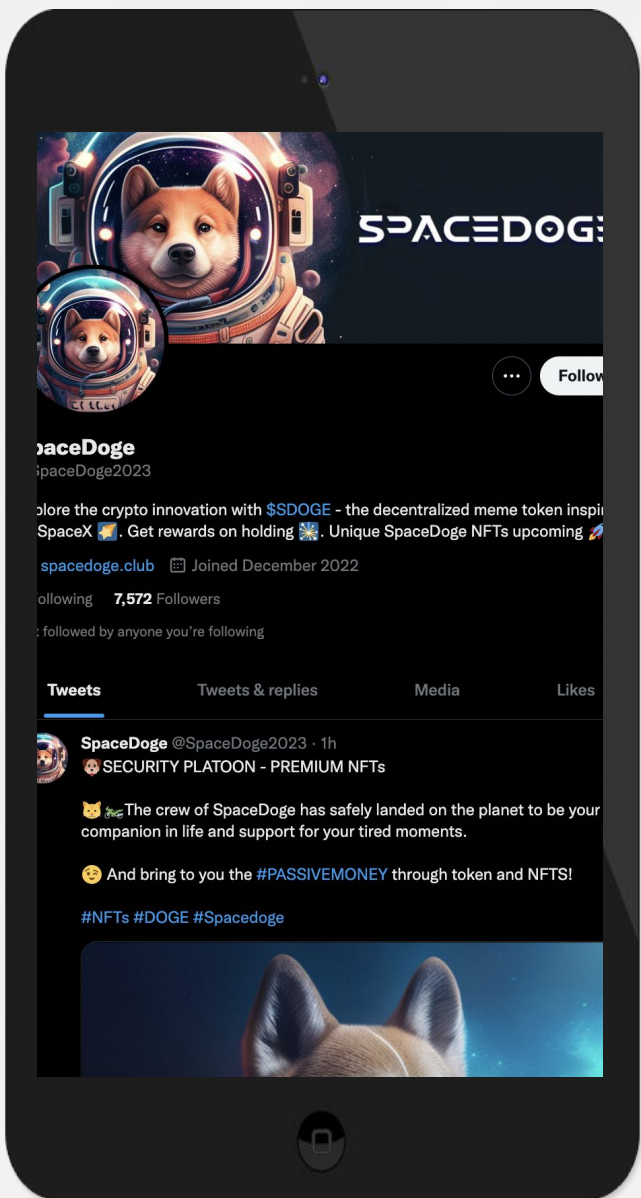 SPACEDOGE
Follow
paceDoge
SpaceDoge2023
plore the crypto innovation with $SDOGE - the decentralized meme token inspir
SpaceX. Get rewards on holding. Unique SpaceDoge NFTs upcoming
spacedoge.club Joined December 2022
ollowing 7,572 Followers
t followed by anyone you're following
Tweets Tweets & replies Media Likes
SpaceDoge @SpaceDoge2023 · 1h
🐶SECURITY PLATOON - PREMIUM NFTs
🐱🏍The crew of SpaceDoge has safely landed on the planet to be your
companion in life and support for your tired moments.
😉 And bring to you the #PASSIVEMONEY through token and NFTS!
#NFTs #DOGE #Spacedoge